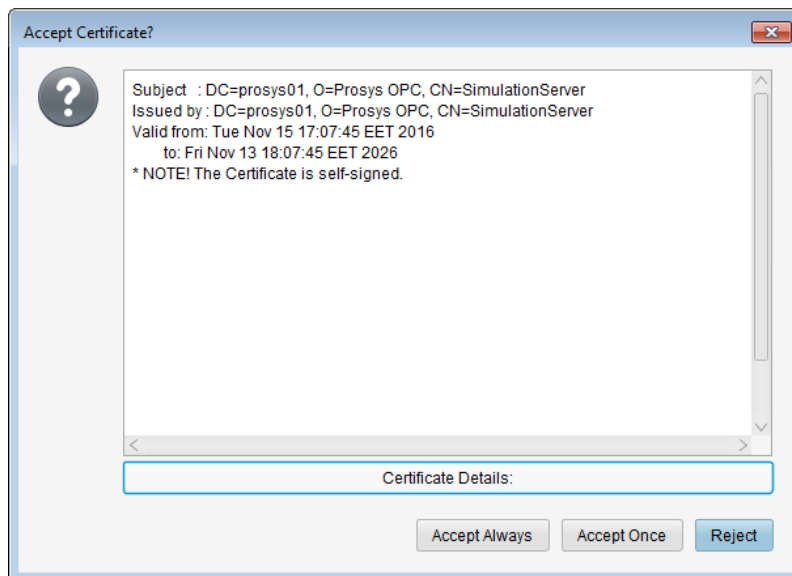 Accept Certificate?
Subject : DC=prosys01, O=Prosys OPC, CN=SimulationServer
Issued by : DC=prosys01, O=Prosys OPC, CN=SimulationServer
Valid from: Tue Nov 15 17:07:45 EET 2016
to: Fri Nov 13 18:07:45 EET 2026
* NOTE! The Certificate is self-signed.
Certificate Details:
Accept Always Accept Once Reject